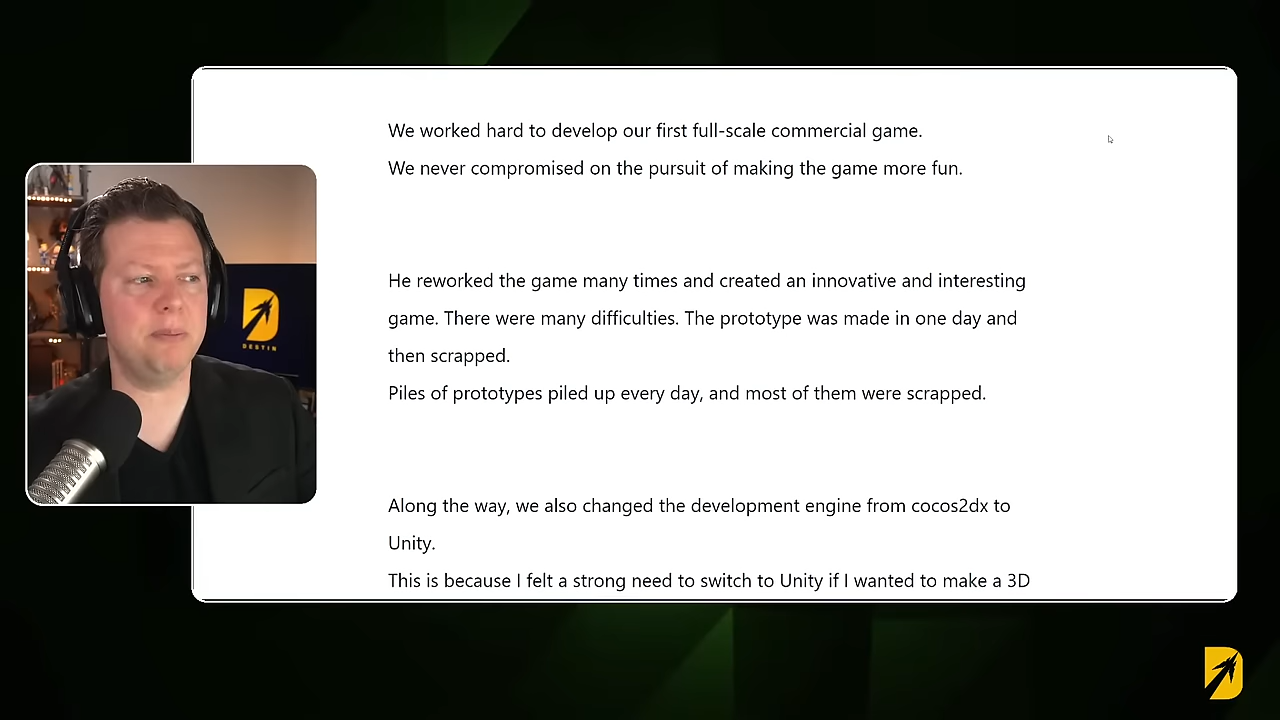 We worked hard to develop our first full-scale commercial game.
We never compromised on the pursuit of making the game more fun.
He reworked the game many times and created an innovative and interesting
game. There were many difficulties. The prototype was made in one day and
then scrapped.
Piles of prototypes piled up every day, and most of them were scrapped.
DESTIN
Along the way, we also changed the development engine from cocos2dx to
Unity.
This is because I felt a strong need to switch to Unity if I wanted to make a 3D